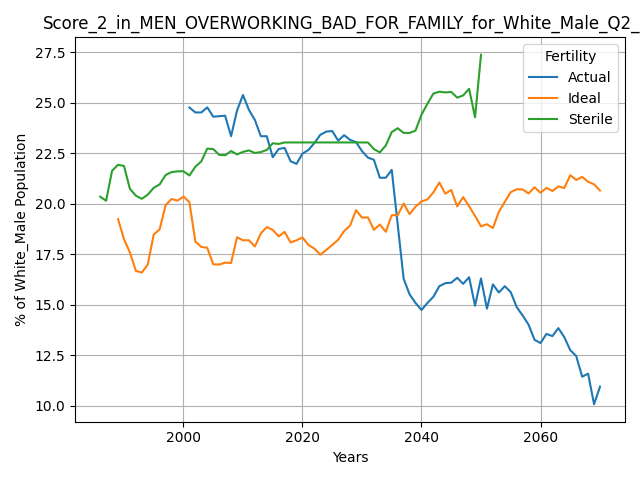 Score_2_in_MEN_OVERWORKING_BAD_FOR_FAMILY_for_White_Male_Q2_
Fertility
Actual
Ideal
Sterile
% of White_Male Population
27.5
25.0
22.5
20.0
17.5
15.0
12.5
10.0
2000
2020
2040
2060
Years